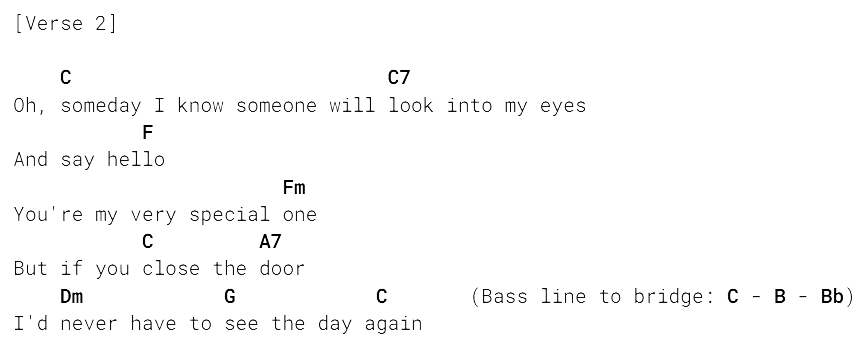 [Verse 2]
C C7
Oh, someday I know someone will look into my eyes
F
And say hello
Fm
You're my very special one
C A7
But if you close the door
Dm G C (Bass line to bridge: C - B - Bb)
I'd never have to see the day again